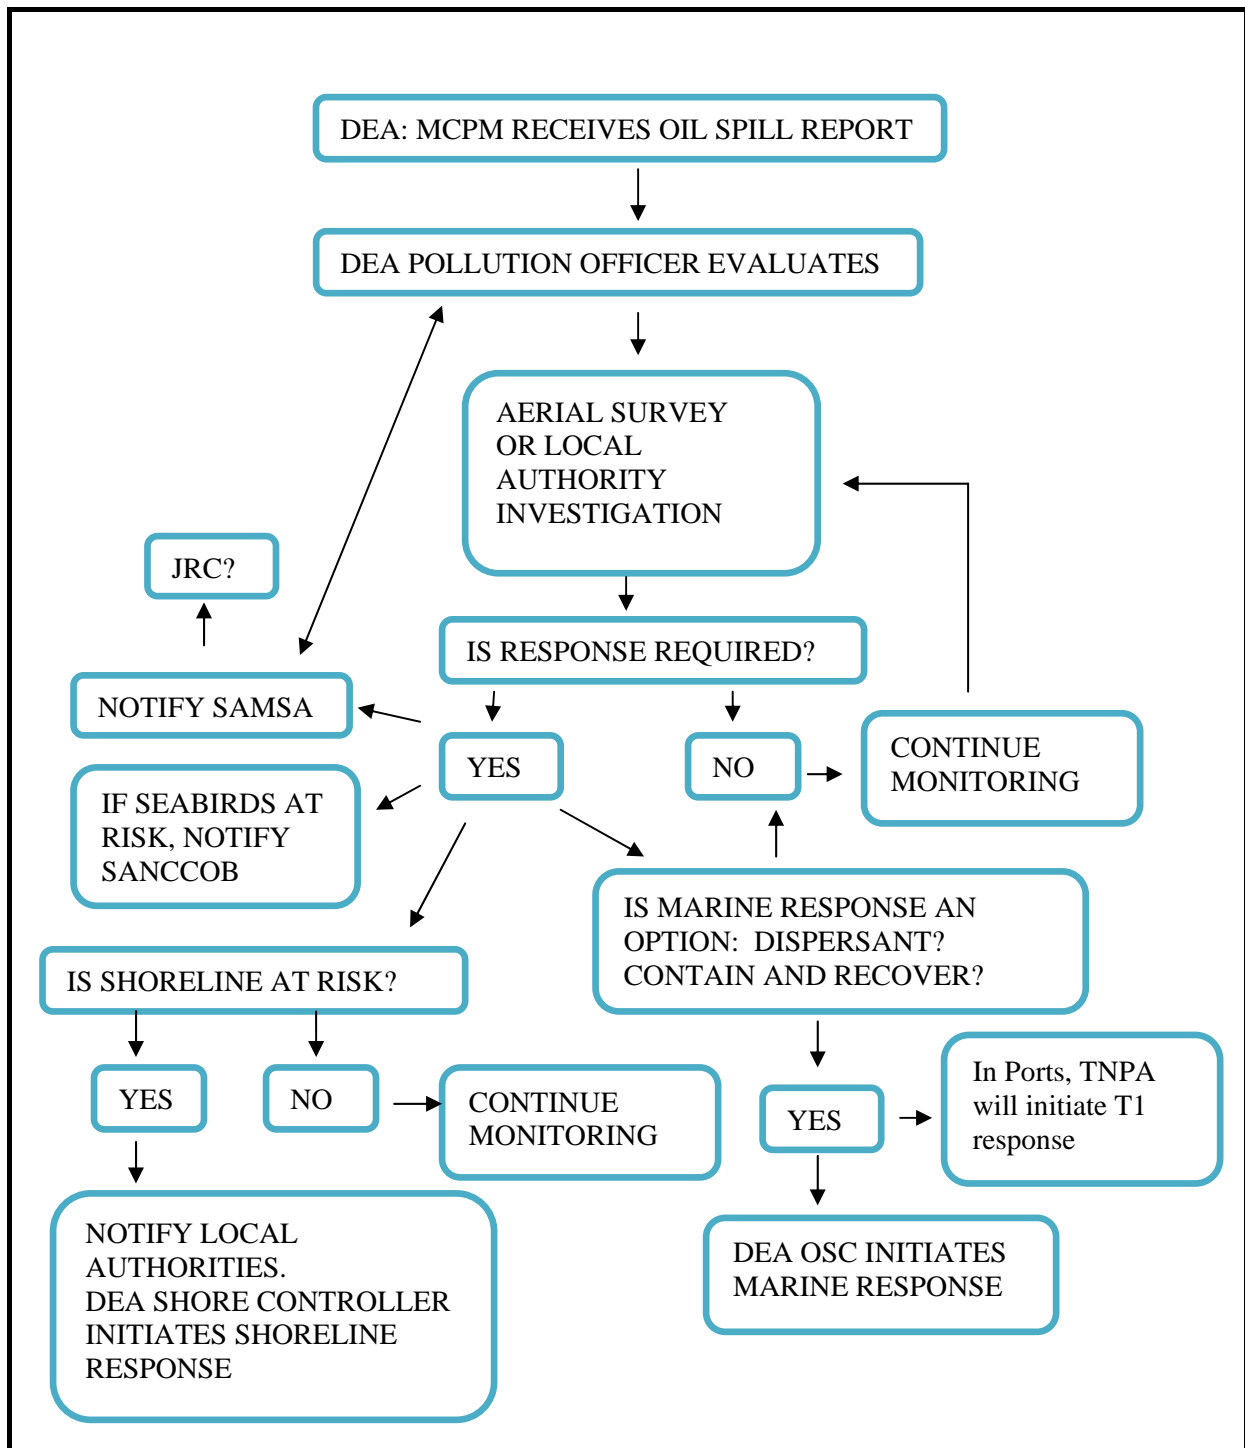 DEA: MCPM RECEIVES OIL SPILL REPORT
DEA POLLUTION OFFICER EVALUATES
AERIAL SURVEY
OR LOCAL
AUTHORITY
INVESTIGATION
JRC?
IS RESPONSE REQUIRED?
NOTIFY SAMSA
YES
NO
CONTINUE
MONITORING
IF SEABIRDS AT
RISK, NOTIFY
SANCCOB
IS MARINE RESPONSE AN
OPTION: DISPERSANT?
CONTAIN AND RECOVER?
IS SHORELINE AT RISK?
YES
NO
CONTINUE
MONITORING
YES
In Ports, TNPA
will initiate T1
response
NOTIFY LOCAL
AUTHORITIES.
DEA SHORE CONTROLLER
INITIATES SHORELINE
RESPONSE
DEA OSC INITIATES
MARINE RESPONSE